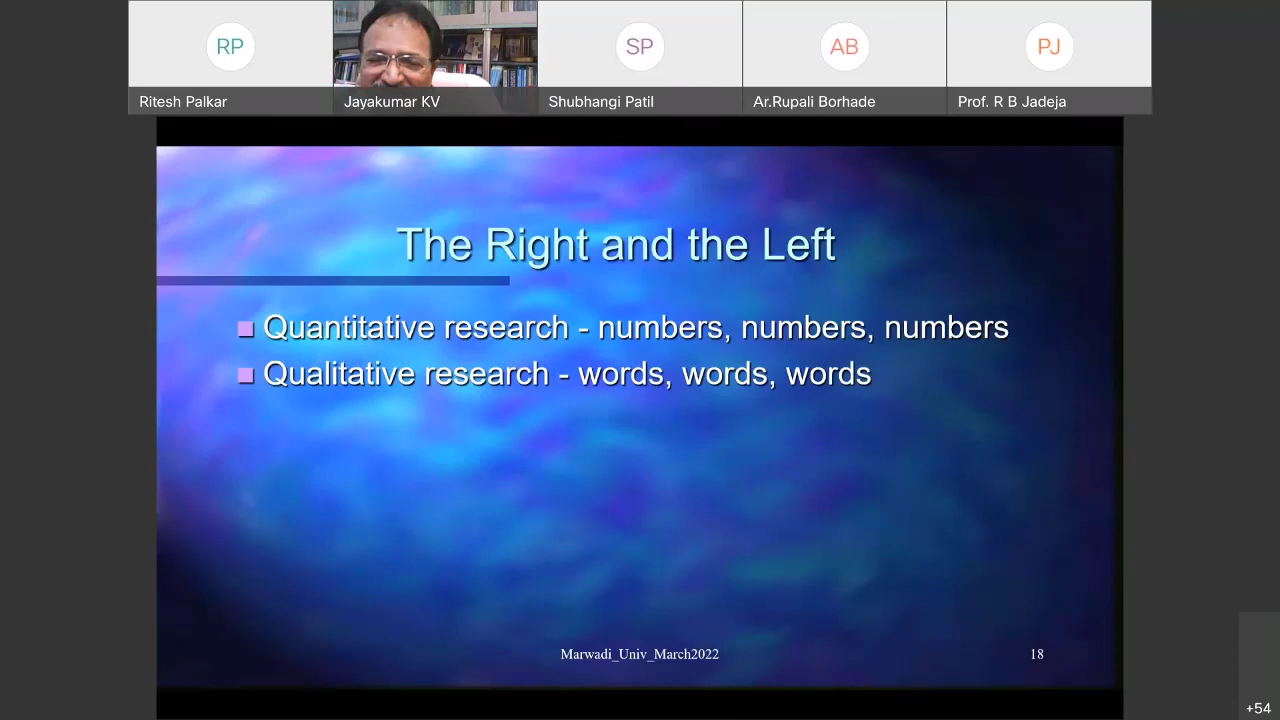 RP
SP
AB
PJ
Ritesh Palkar
Jayakumar KV
Shubhangi Patil
Ar.Rupali Borhade
Prof. R B Jadeja
The Right and the Left
Quantitative research - numbers, numbers, numbers
Qualitative research - words, words, words
Marwadi_Univ_March2022
18
+54